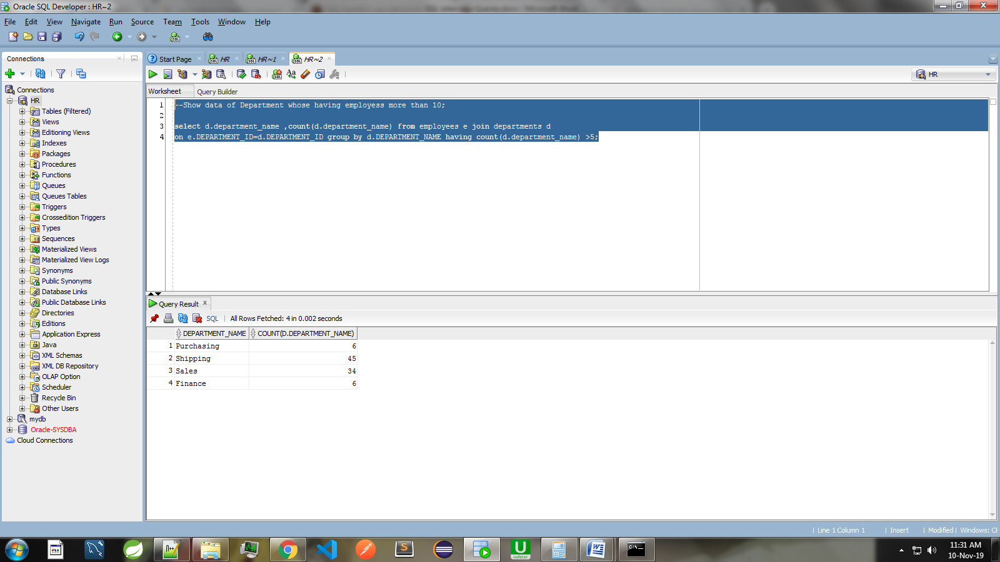 Oracle SQL Developer : HR~2
File Edit View Navigate Run Source Team Tools Window Help
Connections
Start Page HR HR~1 HR~2
HR
Worksheet Query Builder
Connections
HR
Tables (Filtered)
Views
Editioning Views
Indexes
Packages
Procedures
Functions
Queues
Queues Tables
Triggers
Crossedition Triggers
Types
Sequences
Materialized Views
Materialized View Logs
Synonyms
Public Synonyms
Database Links
Public Database Links
Directories
Editions
Application Express
Java
XML Schemas
XML DB Repository
OLAP Option
Scheduler
Recycle Bin
Other Users
mydb
Oracle-SYSDBA
Cloud Connections
1 --Show data of Department whose having employess more than 10;
2
3 select d.department_name ,count(d.department_name) from employees e join departments d
4 on e.DEPARTMENT_ID=d.DEPARTMENT_ID group by d.DEPARTMENT_NAME having count(d.department_name) >5;
Query Result
SQL | All Rows Fetched: 4 in 0.002 seconds
DEPARTMENT_NAME COUNT(D.DEPARTMENT_NAME)
1 Purchasing 6
2 Shipping 45
3 Sales 34
4 Finance 6
| Line 1 Column 1 | Insert | Modified | Windows: CF
11:31 AM
10-Nov-19